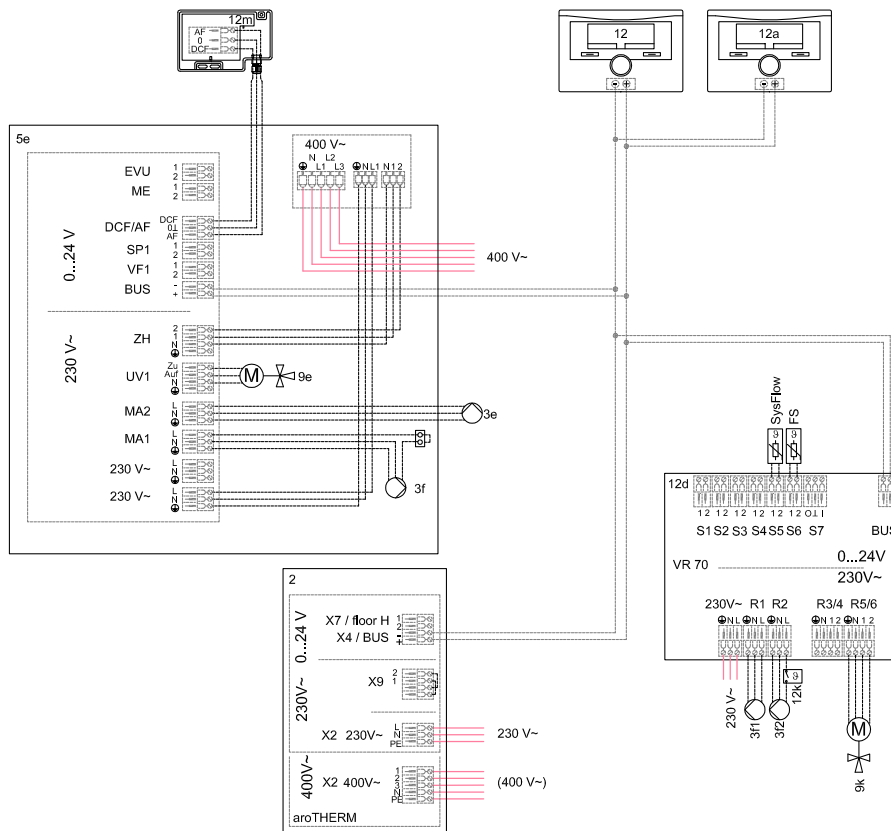 12m
AF
0
DCF
12
12a
5e
400 V~
N L2
L1 L3
N L1
N 1 2
EVU
1
2
ME
1
2
DCF/AF
DCF
0⊥
AF
SP1
1
2
VF1
1
2
BUS
-
+
0...24 V
400 V~
230 V~
ZH
2
1
N
UV1
Zu
Auf
N
M
9e
MA2
L
N
3e
MA1
L
N
3f
230 V~
L
N
230 V~
L
N
SysFlow
FS
ϑ
ϑ
12d
1 2 1 2 1 2 1 2 1 2 1 2 O ⊥ I
S1 S2 S3 S4 S5 S6 S7
BUS
VR 70
0...24V
230V~
230V~ R1 R2 R3/4 R5/6
N L N L N L N 1 2 N 1 2
230 V~
3f1
3f2
ϑ
12k
M
9k
2
0...24 V
X7 / floor H
1
2
X4 / BUS
-
+
230V~
X9
2
1
X2 230V~
L
N
PE
230 V~
400V~
X2 400V~
1
2
3
N
PE
(400 V~)
aroTHERM